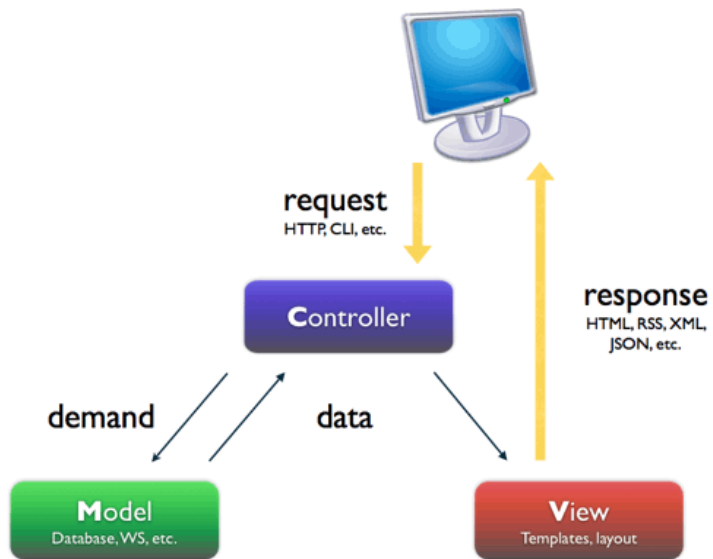 request
HTTP, CLI, etc.
Controller
response
HTML, RSS, XML,
JSON, etc.
demand
data
Model
Database, WS, etc.
View
Templates, layout